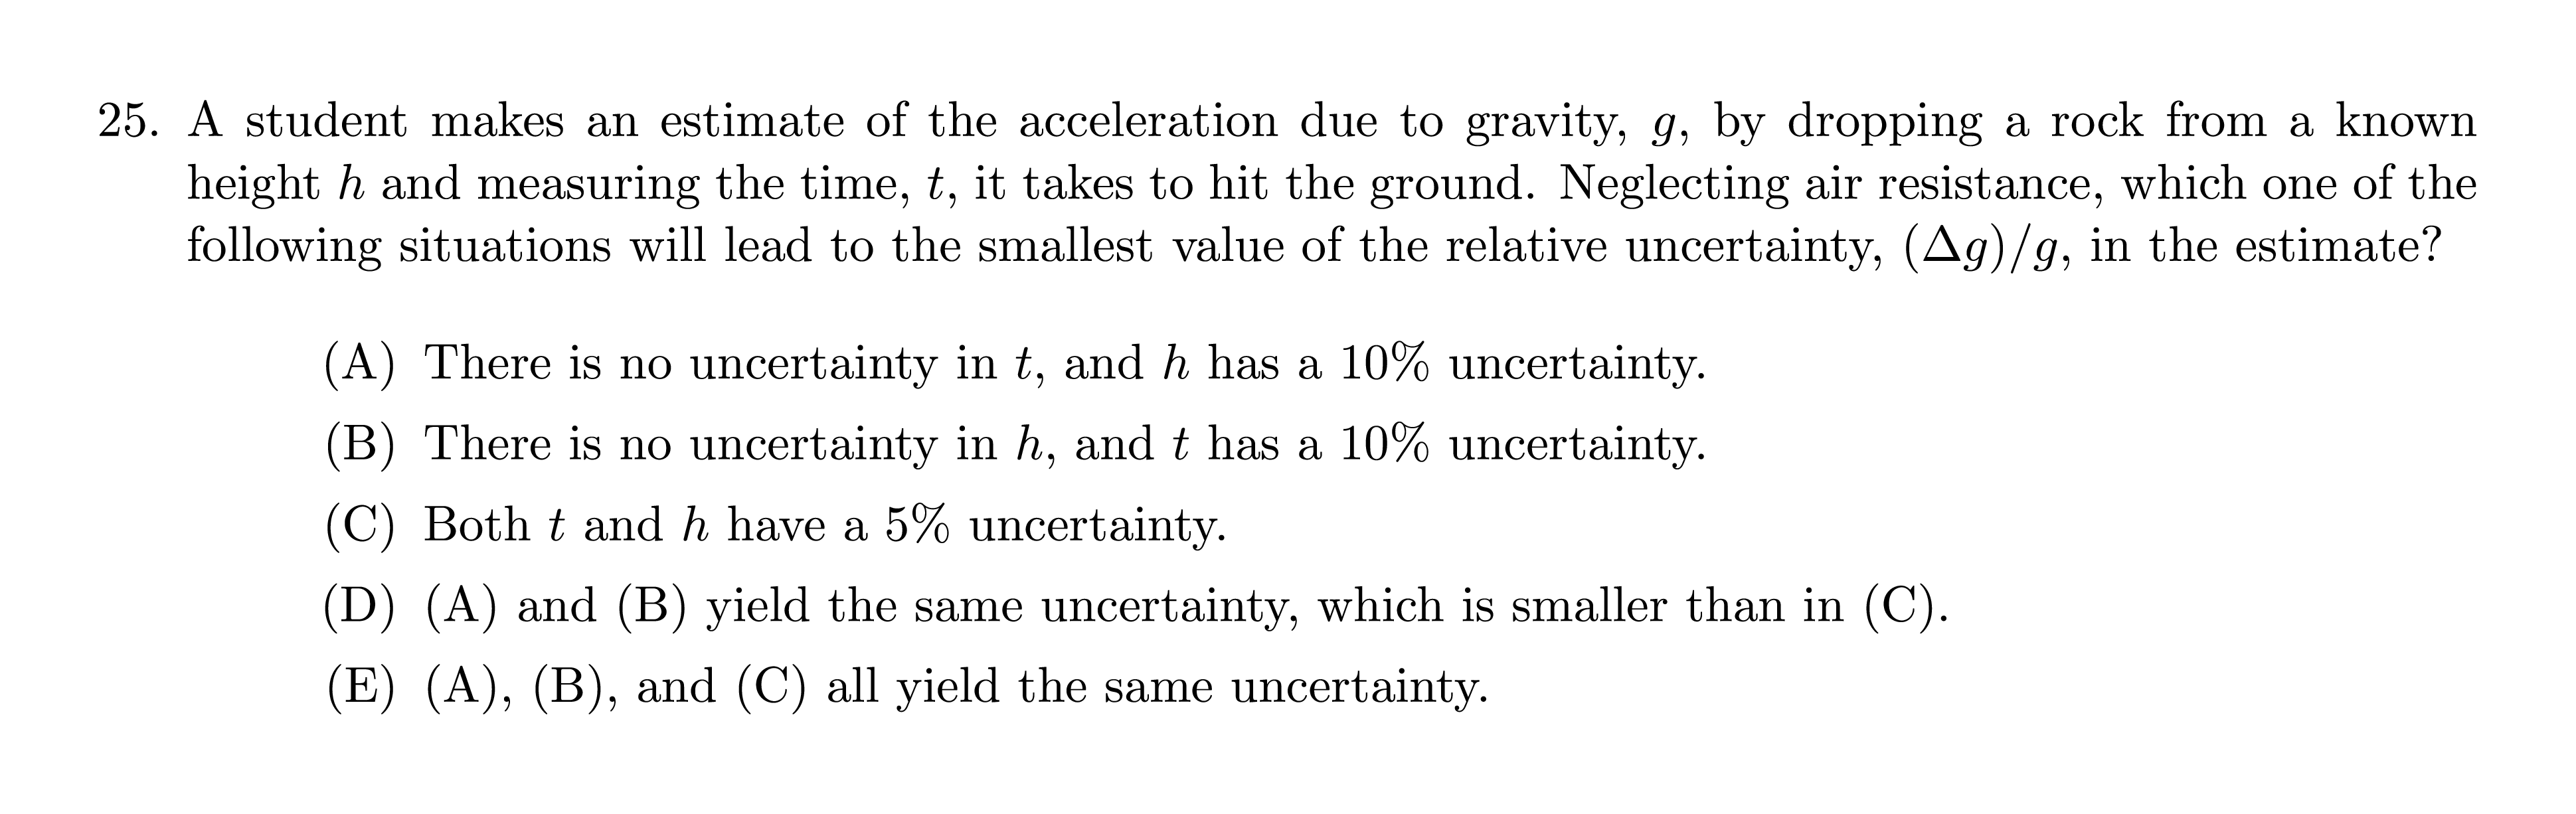 25. A student makes an estimate of the acceleration due to gravity, g, by dropping a rock from a known
height h and measuring the time, t, it takes to hit the ground. Neglecting air resistance, which one of the
following situations will lead to the smallest value of the relative uncertainty, (Δg)/g, in the estimate?
(A) There is no uncertainty in t, and h has a 10% uncertainty.
(B) There is no uncertainty in h, and t has a 10% uncertainty.
(C) Both t and h have a 5% uncertainty.
(D) (A) and (B) yield the same uncertainty, which is smaller than in (C).
(E) (A), (B), and (C) all yield the same uncertainty.